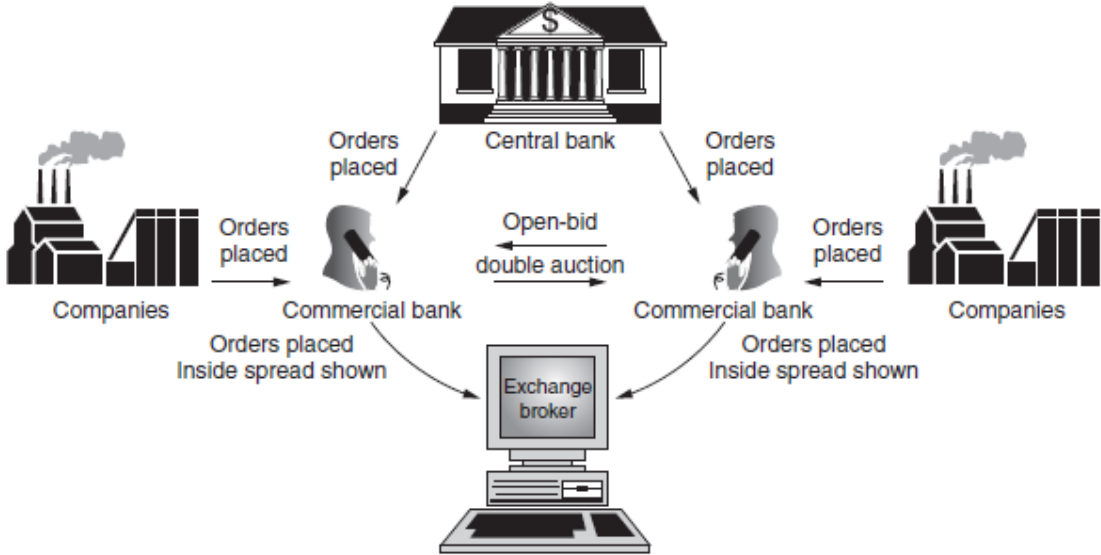 $
Central bank
Orders
placed
Orders
placed
Orders
placed
Open-bid
double auction
Orders
placed
Companies
Commercial bank
Commercial bank
Companies
Orders placed
Inside spread shown
Orders placed
Inside spread shown
Exchange
broker